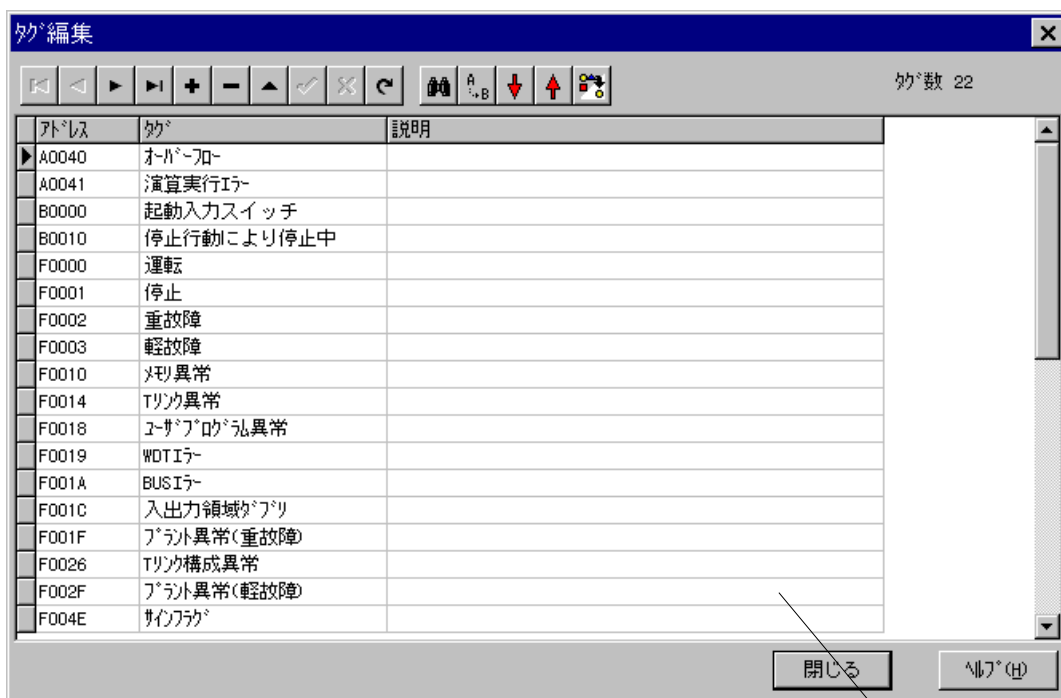 ﾀｸﾞ編集
A B
ﾀｸﾞ数 22
ｱﾄﾞﾚｽ ﾀｸﾞ 説明
A0040 ｵｰﾊﾞｰﾌﾛｰ
A0041 演算実行ｴﾗｰ
B0000 起動入力スイッチ
B0010 停止行動により停止中
F0000 運転
F0001 停止
F0002 重故障
F0003 軽故障
F0010 ﾒﾓﾘ異常
F0014 Tﾘﾝｸ異常
F0018 ﾕｰｻﾞﾌﾟﾛｸﾞﾗﾑ異常
F0019 WDTｴﾗｰ
F001A BUSｴﾗｰ
F001C 入出力領域ﾀﾞﾌﾞﾘ
F001F ﾌﾟﾗﾝﾄ異常(重故障)
F0026 Tﾘﾝｸ構成異常
F002F ﾌﾟﾗﾝﾄ異常(軽故障)
F004E ｻｲﾝﾌﾗｸﾞ
閉じる ﾍﾙﾌﾟ(H)